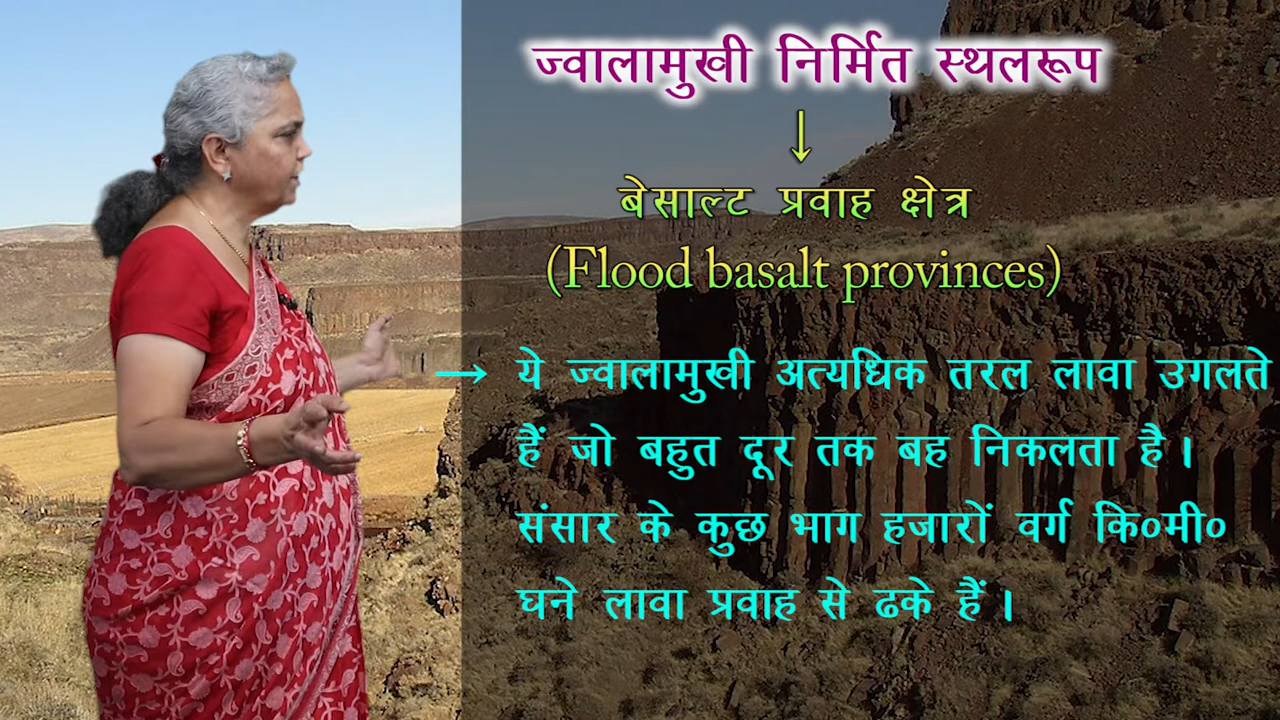 ज्वालामुखी निर्मित स्थलरूप
↓
बेसाल्ट प्रवाह क्षेत्र
(Flood basalt provinces)
→ ये ज्वालामुखी अत्यधिक तरल लावा उगलते
हैं जो बहुत दूर तक बह निकलता है।
संसार के कुछ भाग हजारों वर्ग कि०मी०
घने लावा प्रवाह से ढके हैं।